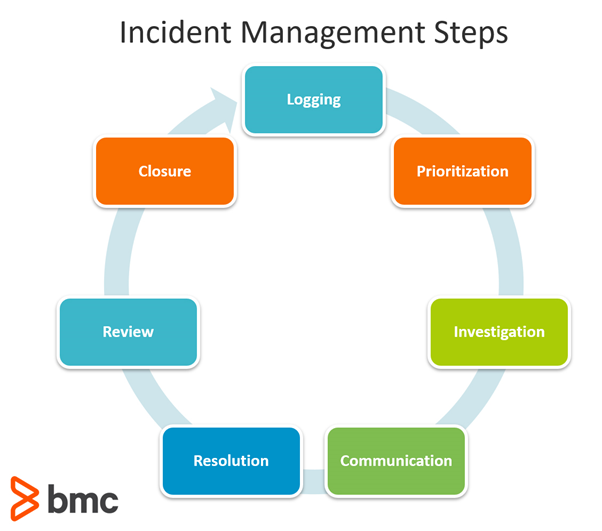 Incident Management Steps
Logging
Prioritization
Investigation
Communication
Resolution
Review
Closure
bmc